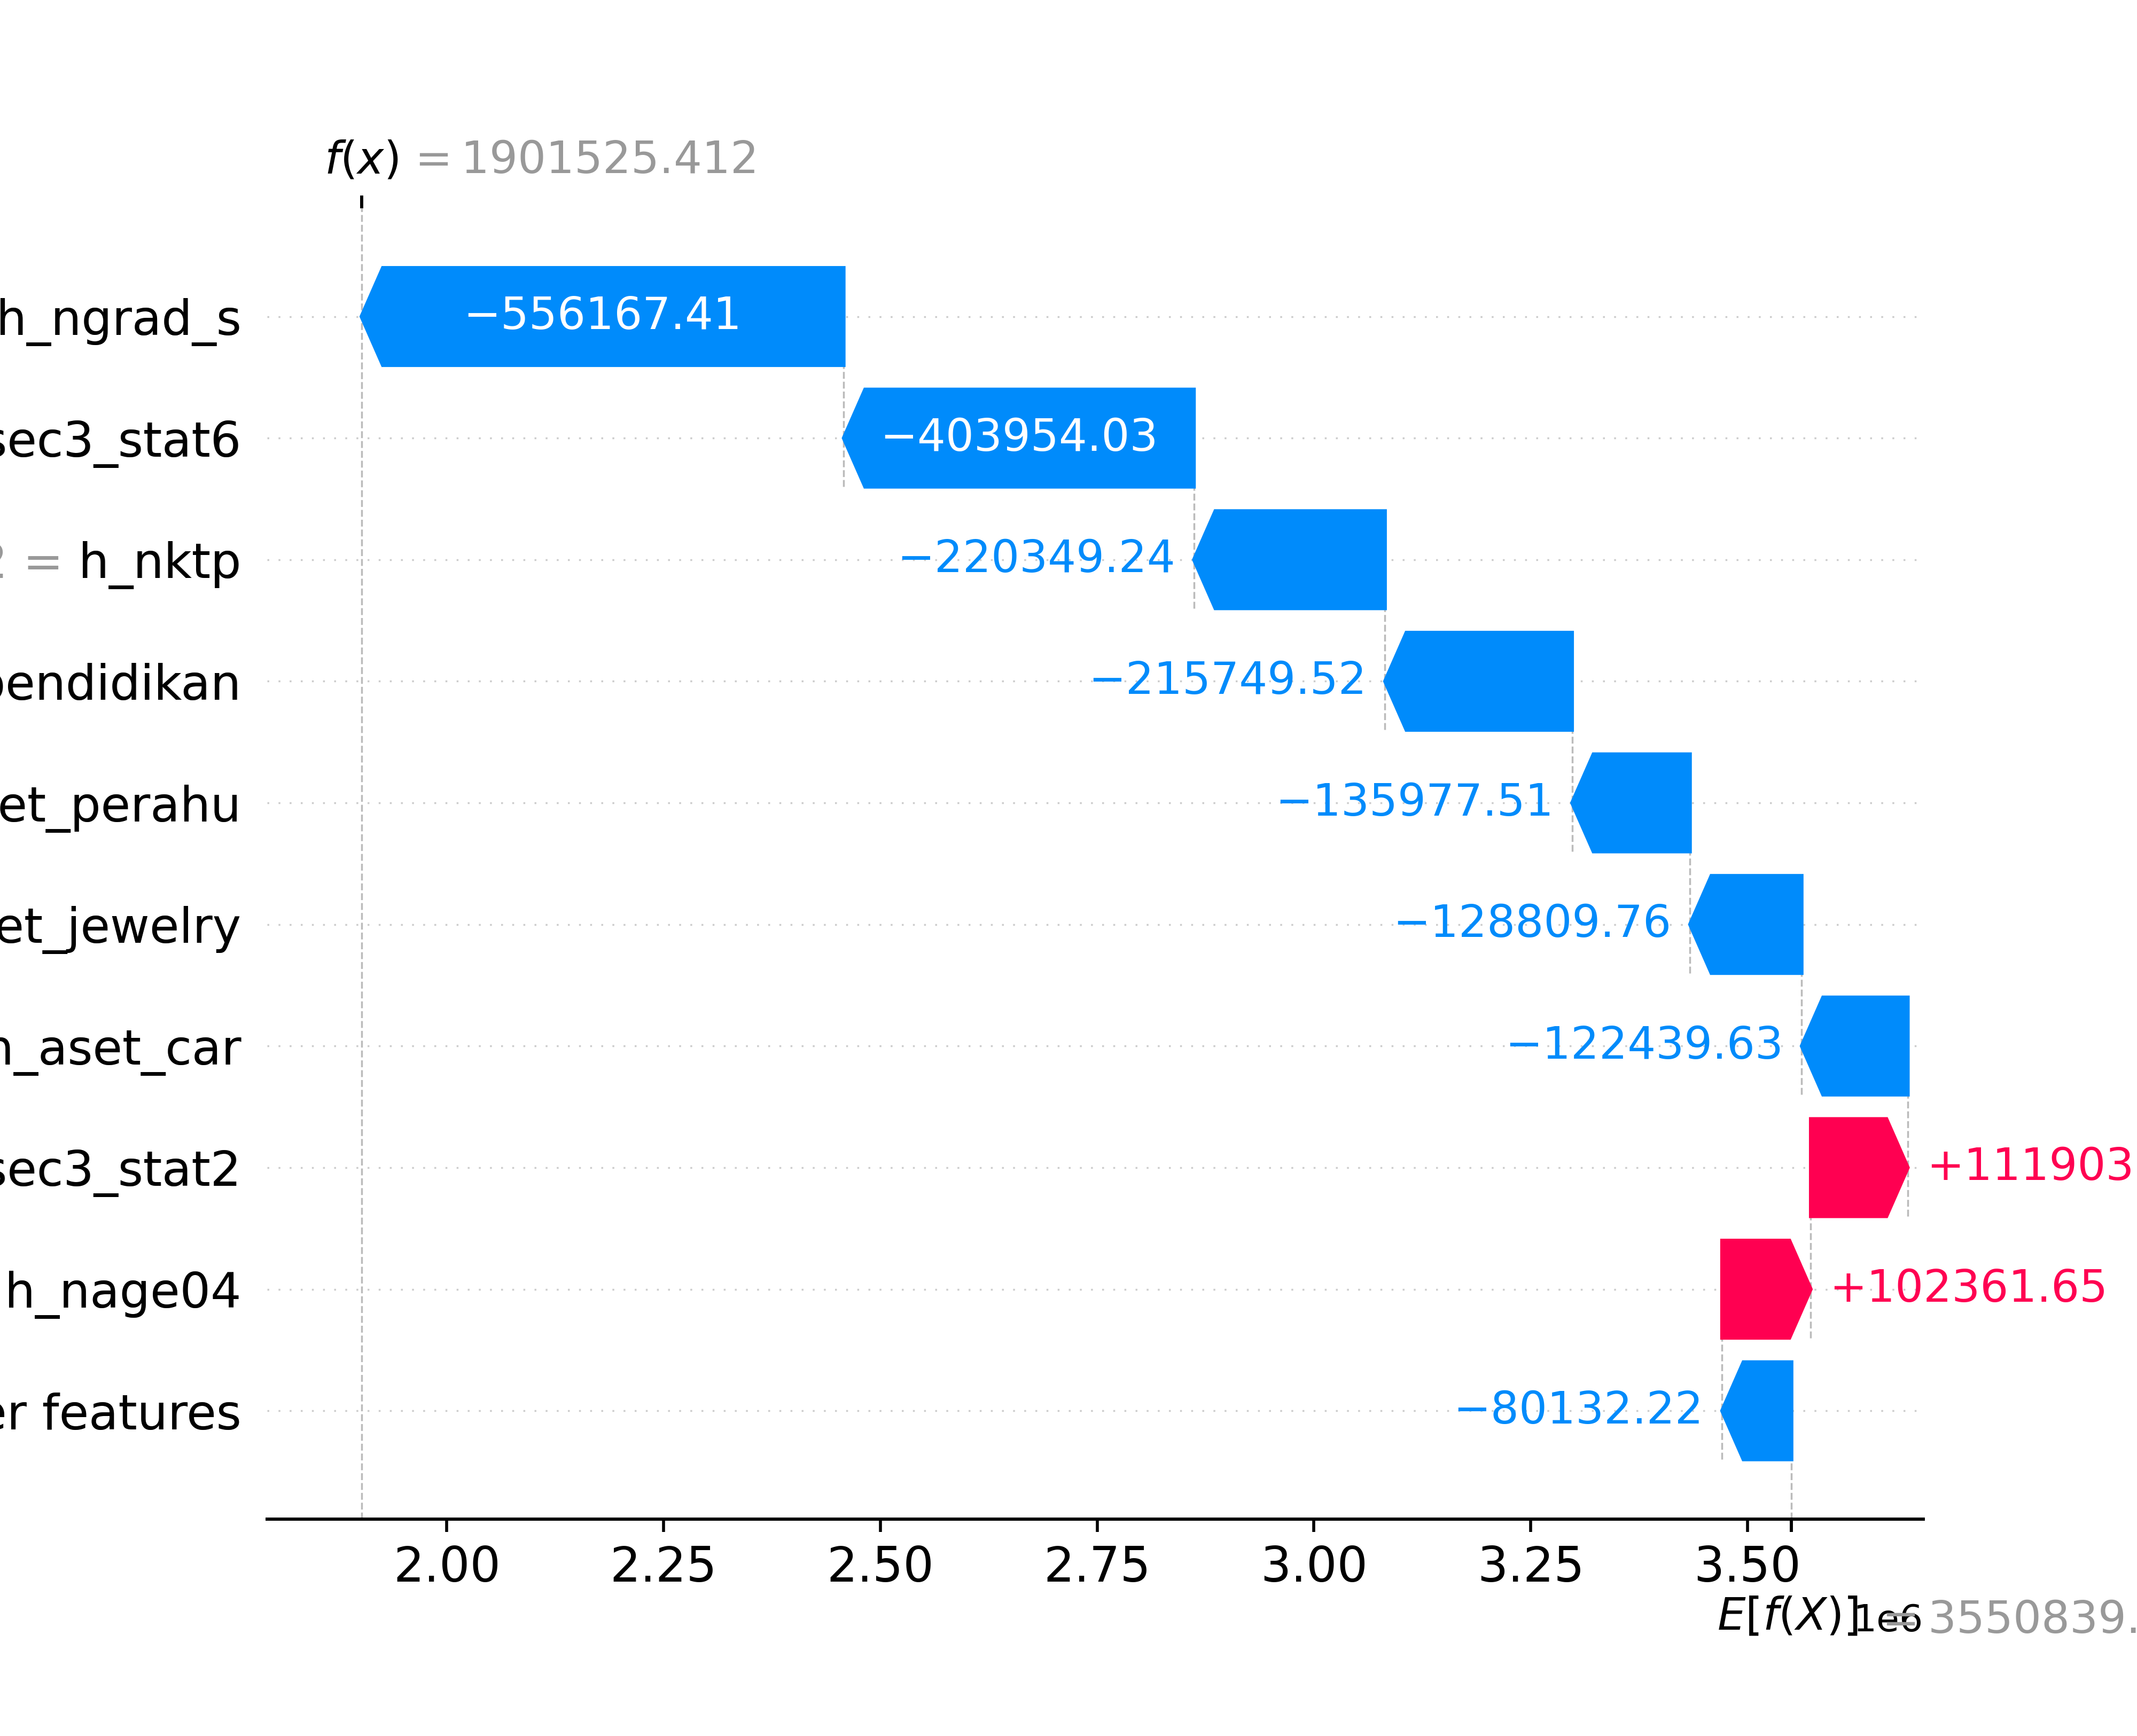 f(x) = 1901525.412
h_ngrad_s −556167.41
sec3_stat6 −403954.03
= h_nktp −220349.24
pendidikan −215749.52
et_perahu −135977.51
et_jewelry −128809.76
_aset_car −122439.63
sec3_stat2 +111903
h_nage04 +102361.65
er features −80132.22
2.00 2.25 2.50 2.75 3.00 3.25 3.50
E[f(X)] = 3550839.
1e6